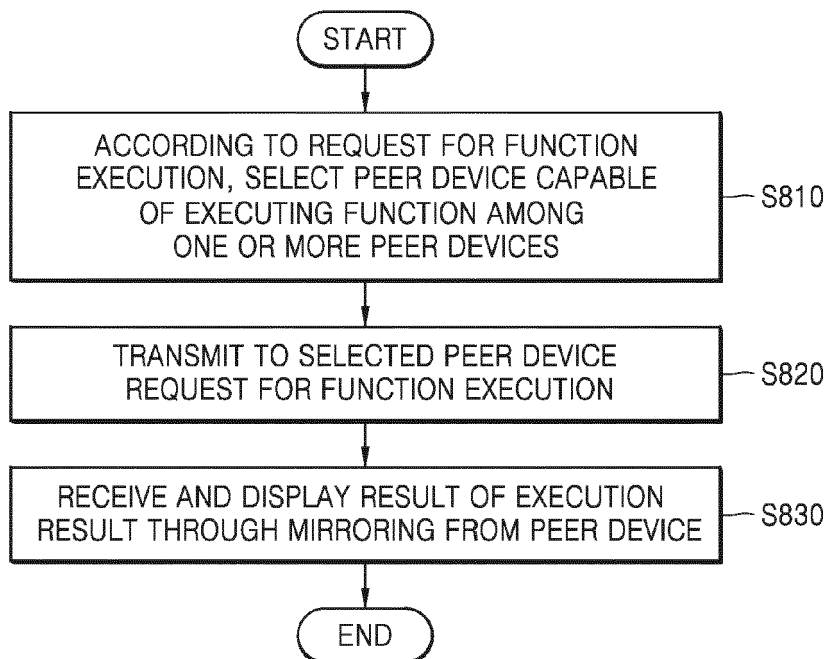 START
ACCORDING TO REQUEST FOR FUNCTION
EXECUTION, SELECT PEER DEVICE CAPABLE
OF EXECUTING FUNCTION AMONG
ONE OR MORE PEER DEVICES
S810
TRANSMIT TO SELECTED PEER DEVICE
REQUEST FOR FUNCTION EXECUTION
S820
RECEIVE AND DISPLAY RESULT OF EXECUTION
RESULT THROUGH MIRRORING FROM PEER DEVICE
S830
END